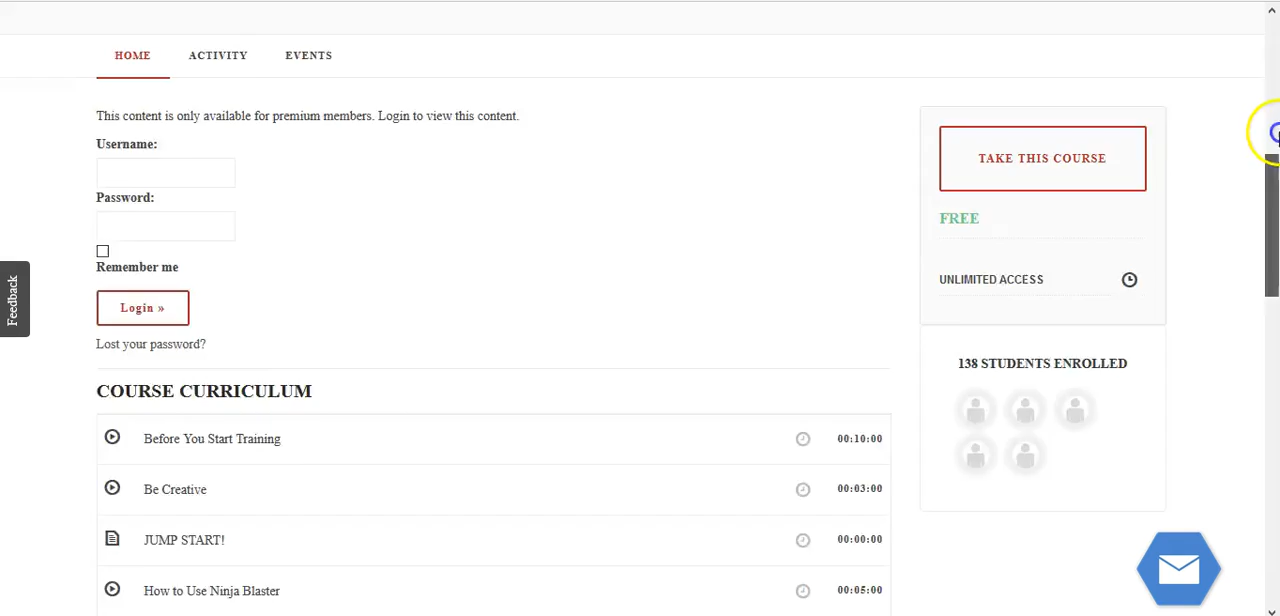 HOME ACTIVITY EVENTS
This content is only available for premium members. Login to view this content.
Username:
Password:
Remember me
Login »
Lost your password?
COURSE CURRICULUM
Before You Start Training 00:10:00
Be Creative 00:03:00
JUMP START! 00:00:00
How to Use Ninja Blaster 00:05:00
TAKE THIS COURSE
FREE
UNLIMITED ACCESS
138 STUDENTS ENROLLED
Feedback